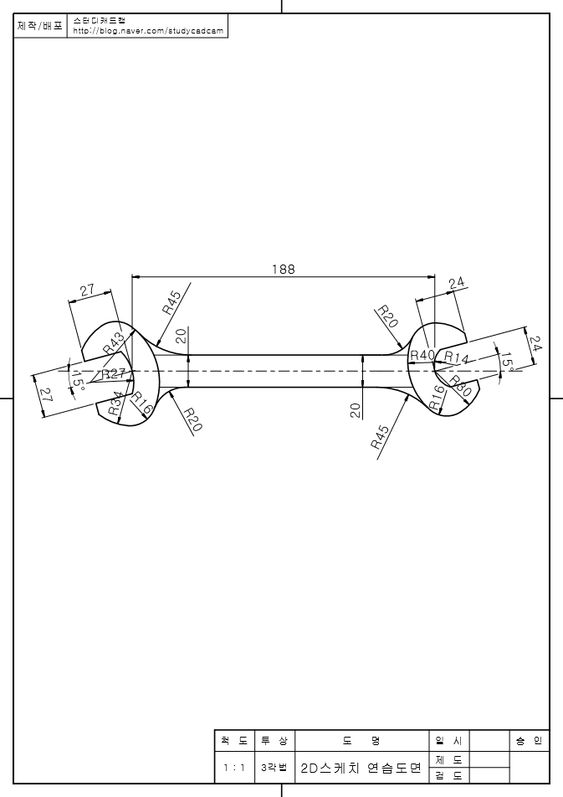 제작/배포
스터디캐드캠
http://blog.naver.com/studycadcam
188
27
R45
20
R20
24
R43
R40
R14
24
15°
R27
15°
27
R34
R16
R20
20
R45
R16
R30
척 도
투 상
도 명
일 시
승 인
1 : 1
3각법
2D스케치 연습도면
제 도
검 도